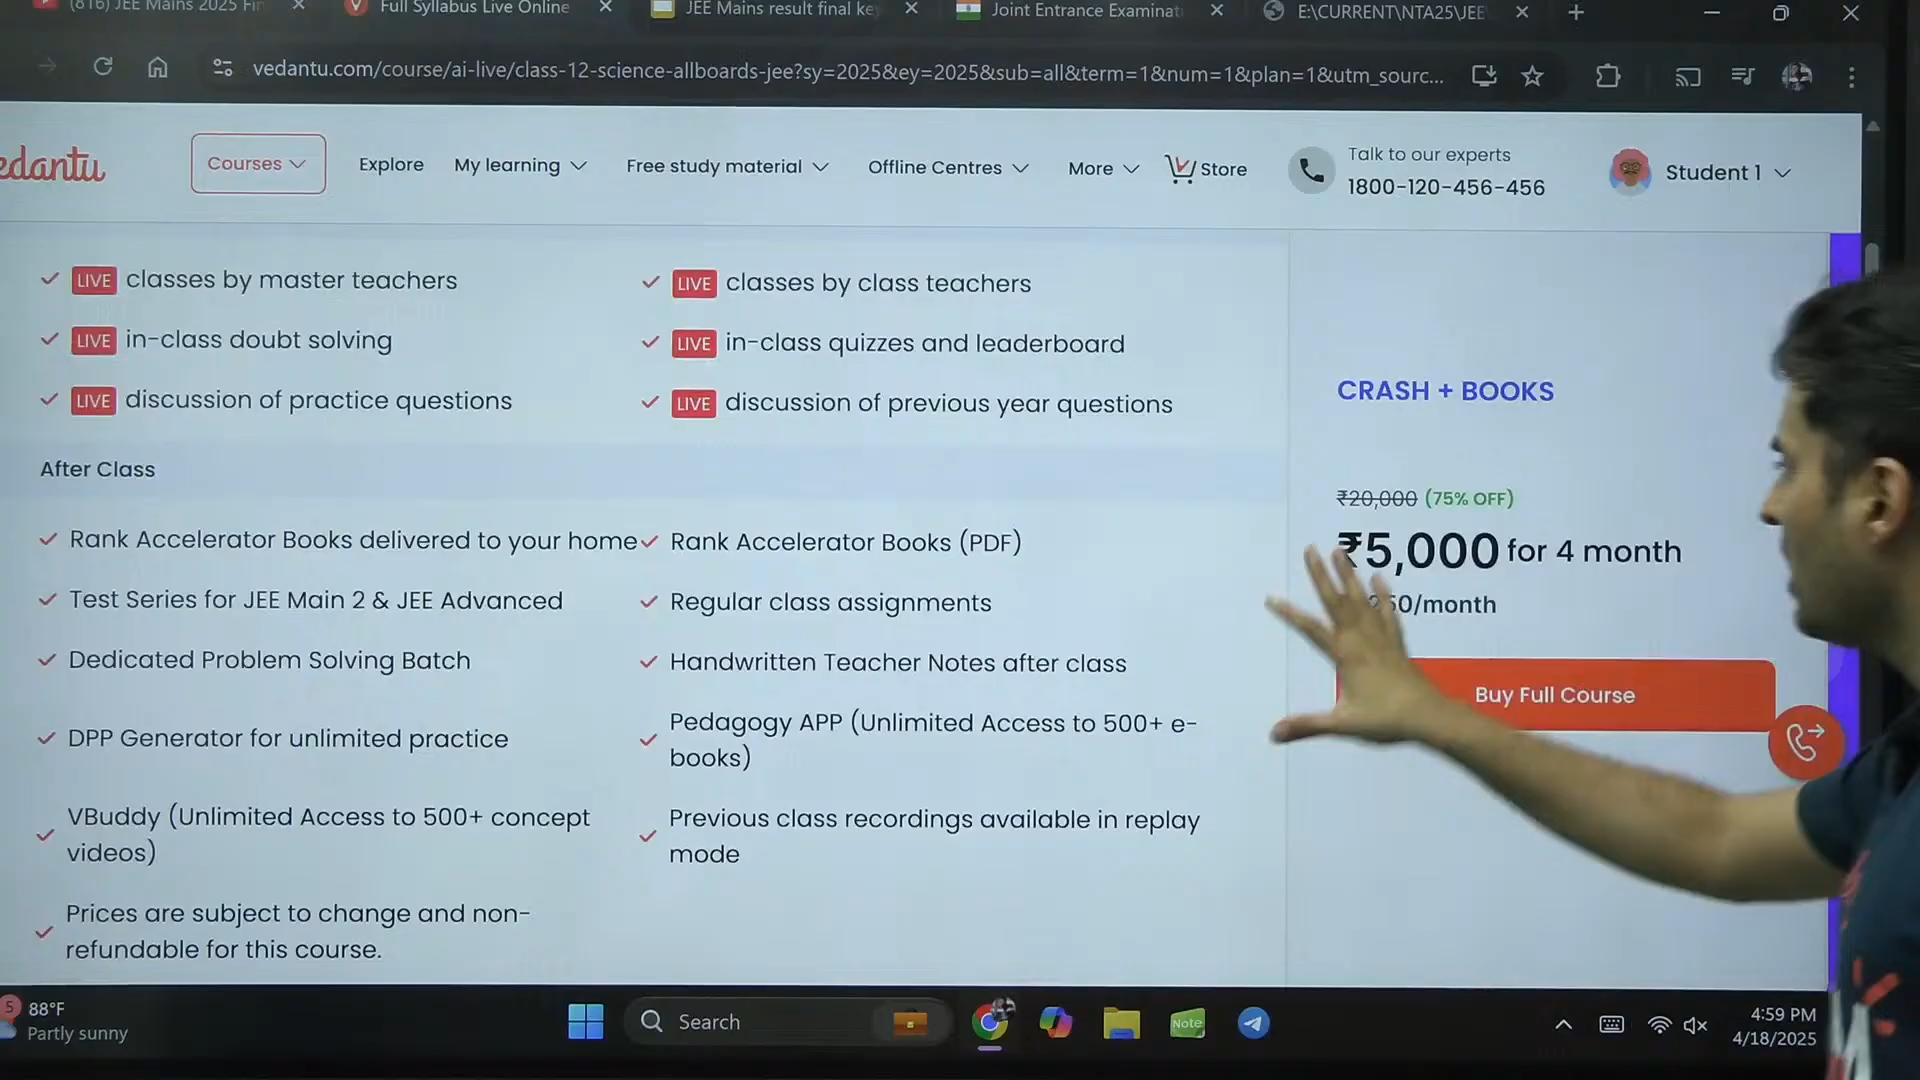 (816) JEE Mains 2025 Fin
Full Syllabus Live Online
JEE Mains result final ke
Joint Entrance Examinat
E:\CURRENT\NTA25\JEE
vedantu.com/course/ai-live/class-12-science-allboards-jee?sy=2025&ey=2025&sub=all&term=1&num=1&plan=1&utm_sourc...
edantu
Courses
Explore
My learning
Free study material
Offline Centres
More
Store
Talk to our experts
1800-120-456-456
Student 1
LIVE classes by master teachers
LIVE classes by class teachers
LIVE in-class doubt solving
LIVE in-class quizzes and leaderboard
LIVE discussion of practice questions
LIVE discussion of previous year questions
After Class
Rank Accelerator Books delivered to your home
Rank Accelerator Books (PDF)
Test Series for JEE Main 2 & JEE Advanced
Regular class assignments
Dedicated Problem Solving Batch
Handwritten Teacher Notes after class
DPP Generator for unlimited practice
Pedagogy APP (Unlimited Access to 500+ e-
books)
VBuddy (Unlimited Access to 500+ concept
videos)
Previous class recordings available in replay
mode
Prices are subject to change and non-
refundable for this course.
CRASH + BOOKS
₹20,000 (75% OFF)
₹5,000 for 4 month
250/month
Buy Full Course
5
88°F
Partly sunny
Search
Note
4:59 PM
4/18/2025